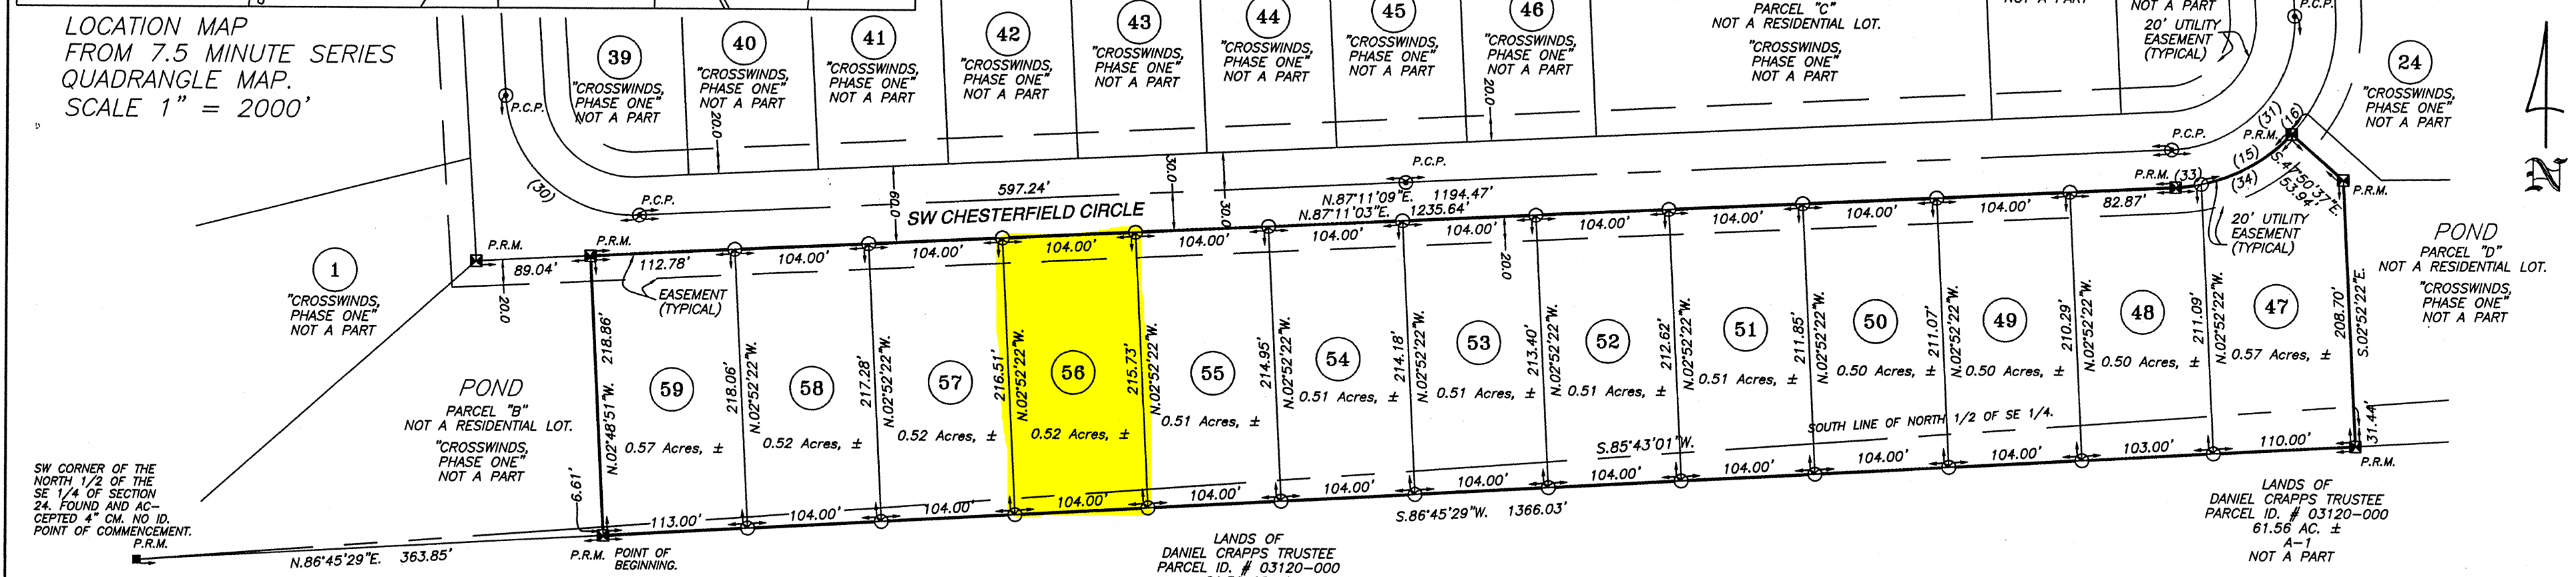 LOCATION MAP
FROM 7.5 MINUTE SERIES
QUADRANGLE MAP.
SCALE 1" = 2000'
39
"CROSSWINDS,
PHASE ONE"
NOT A PART
40
"CROSSWINDS,
PHASE ONE"
NOT A PART
41
"CROSSWINDS,
PHASE ONE"
NOT A PART
42
"CROSSWINDS,
PHASE ONE"
NOT A PART
43
"CROSSWINDS,
PHASE ONE"
NOT A PART
44
"CROSSWINDS,
PHASE ONE"
NOT A PART
45
"CROSSWINDS,
PHASE ONE"
NOT A PART
46
"CROSSWINDS,
PHASE ONE"
NOT A PART
PARCEL "C"
NOT A RESIDENTIAL LOT.
"CROSSWINDS,
PHASE ONE"
NOT A PART
NOT A PART
NOT A PART
20' UTILITY
EASEMENT
(TYPICAL)
P.C.P.
24
"CROSSWINDS,
PHASE ONE"
NOT A PART
N
P.C.P.
(30)
P.C.P.
20.0
60.0
597.24'
30.0
30.0
20.0
P.C.P.
N.87°11'09"E. 1194.47'
N.87°11'03"E. 1235.64'
SW CHESTERFIELD CIRCLE
P.C.P.
(31)
(16)
P.R.M.
(15)
(34)
P.R.M. (33)
S.47°50'37"E.
53.94'
P.R.M.
20' UTILITY
EASEMENT
(TYPICAL)
1
"CROSSWINDS,
PHASE ONE"
NOT A PART
P.R.M.
89.04'
20.0
P.R.M.
112.78'
EASEMENT
(TYPICAL)
104.00'
104.00'
104.00'
104.00'
104.00'
104.00'
20.0
104.00'
104.00'
104.00'
104.00'
82.87'
POND
PARCEL "B"
NOT A RESIDENTIAL LOT.
"CROSSWINDS,
PHASE ONE"
NOT A PART
N.02°48'51"W. 218.86'
59
0.57 Acres, ±
218.06'
N.02°52'22"W.
58
0.52 Acres, ±
217.28'
N.02°52'22"W.
57
0.52 Acres, ±
216.51'
N.02°52'22"W.
56
0.52 Acres, ±
215.73'
N.02°52'22"W.
55
0.51 Acres, ±
214.95'
N.02°52'22"W.
54
0.51 Acres, ±
214.18'
N.02°52'22"W.
53
0.51 Acres, ±
213.40'
N.02°52'22"W.
52
0.51 Acres, ±
212.62'
N.02°52'22"W.
51
0.51 Acres, ±
211.85'
N.02°52'22"W.
50
0.50 Acres, ±
211.07'
N.02°52'22"W.
49
0.50 Acres, ±
210.29'
N.02°52'22"W.
48
0.50 Acres, ±
211.09'
N.02°52'22"W.
47
0.57 Acres, ±
208.70'
S.02°52'22"E.
POND
PARCEL "D"
NOT A RESIDENTIAL LOT.
"CROSSWINDS,
PHASE ONE"
NOT A PART
SOUTH LINE OF NORTH 1/2 OF SE 1/4.
S.85°43'01"W.
31.44'
P.R.M.
SW CORNER OF THE
NORTH 1/2 OF THE
SE 1/4 OF SECTION
24. FOUND AND AC-
CEPTED 4" CM. NO ID.
POINT OF COMMENCEMENT.
P.R.M.
N.86°45'29"E. 363.85'
6.61'
P.R.M.
POINT OF
BEGINNING.
113.00'
104.00'
104.00'
104.00'
104.00'
104.00'
104.00'
104.00'
104.00'
104.00'
103.00'
110.00'
S.86°45'29"W. 1366.03'
LANDS OF
DANIEL CRAPPS TRUSTEE
PARCEL ID. # 03120-000
LANDS OF
DANIEL CRAPPS TRUSTEE
PARCEL ID. # 03120-000
61.56 AC. ±
A-1
NOT A PART